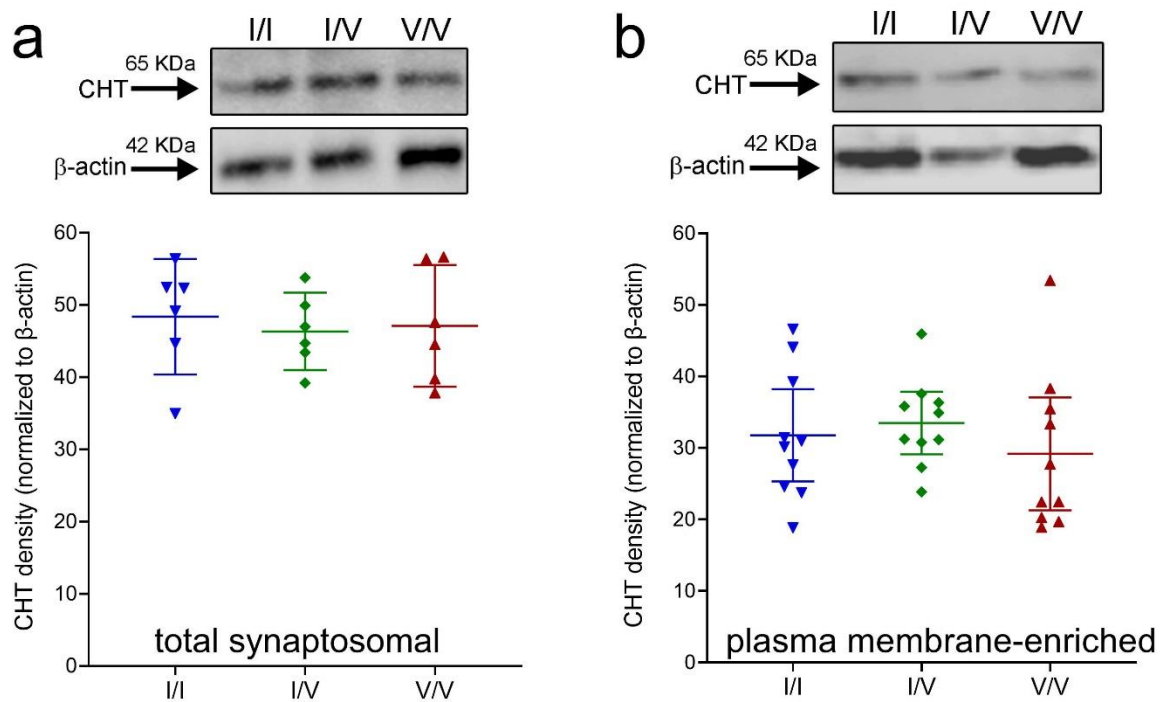 a
I/I I/V V/V
65 KDa
CHT
42 KDa
β-actin
CHT density (normalized to β-actin)
60
50
40
30
20
10
0
total synaptosomal
I/I I/V V/V
b
I/I I/V V/V
65 KDa
CHT
42 KDa
β-actin
CHT density (normalized to β-actin)
60
50
40
30
20
10
0
plasma membrane-enriched
I/I I/V V/V